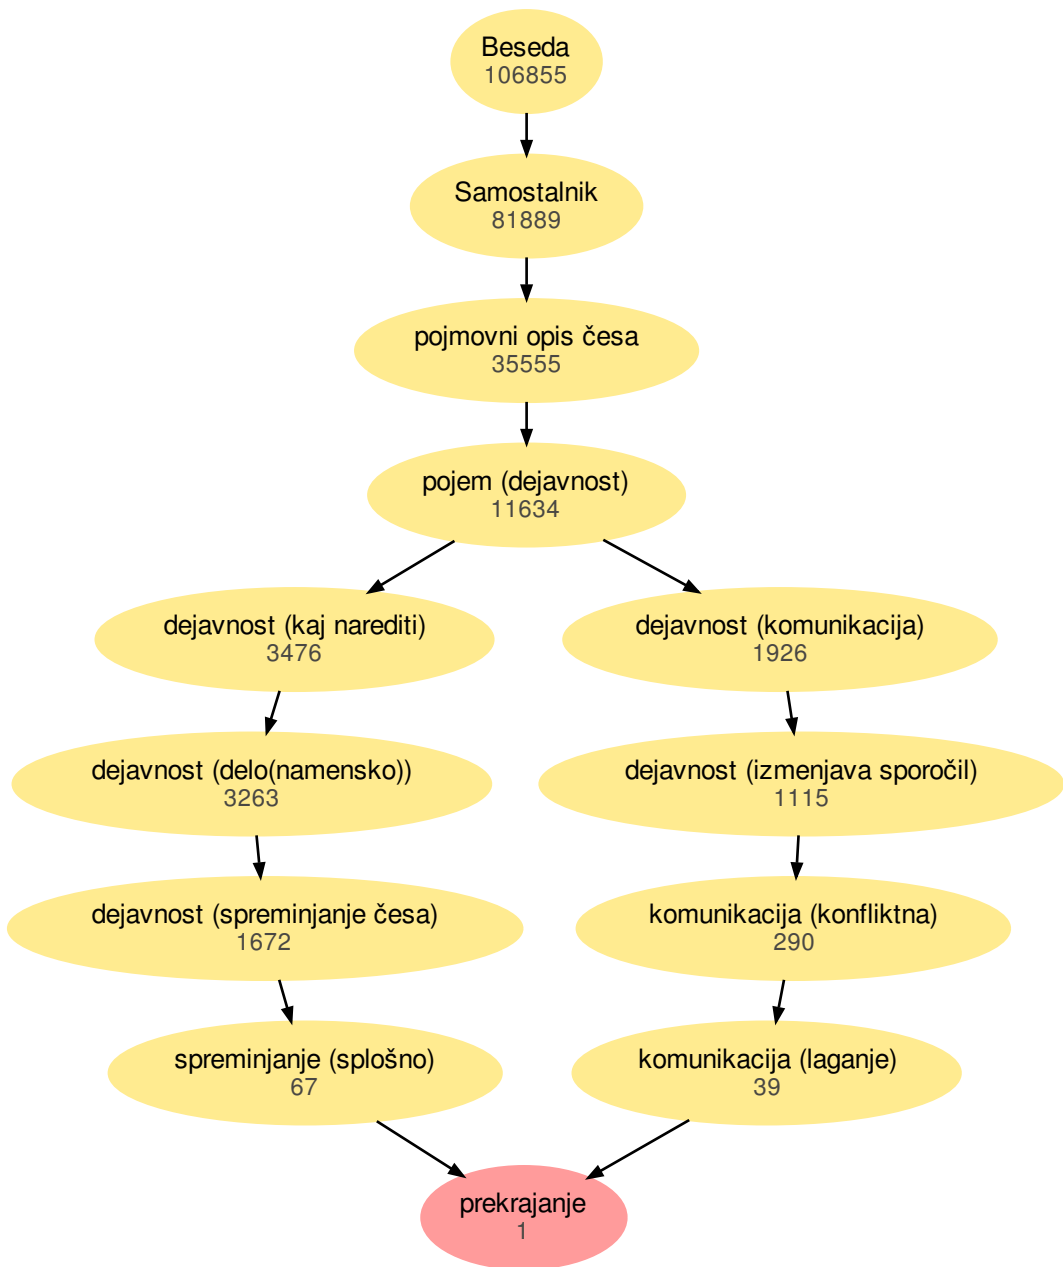 Beseda
106855
Samostalnik
81889
pojmovni opis česa
35555
pojem (dejavnost)
11634
dejavnost (kaj narediti)
3476
dejavnost (komunikacija)
1926
dejavnost (delo(namensko))
3263
dejavnost (izmenjava sporočil)
1115
dejavnost (spreminjanje česa)
1672
komunikacija (konfliktna)
290
spreminjanje (splošno)
67
komunikacija (laganje)
39
prekrajanje
1